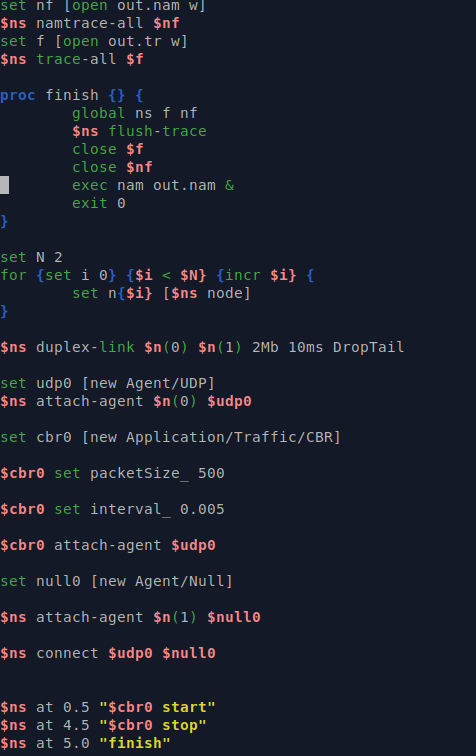 set nf [open out.nam w]
$ns namtrace-all $nf
set f [open out.tr w]
$ns trace-all $f
proc finish {} {
global ns f nf
$ns flush-trace
close $f
close $nf
exec nam out.nam &
exit 0
}
set N 2
for {set i 0} {$i < $N} {incr $i} {
set n{$i} [$ns node]
}
$ns duplex-link $n(0) $n(1) 2Mb 10ms DropTail
set udp0 [new Agent/UDP]
$ns attach-agent $n(0) $udp0
set cbr0 [new Application/Traffic/CBR]
$cbr0 set packetSize_ 500
$cbr0 set interval_ 0.005
$cbr0 attach-agent $udp0
set null0 [new Agent/Null]
$ns attach-agent $n(1) $null0
$ns connect $udp0 $null0
$ns at 0.5 "$cbr0 start"
$ns at 4.5 "$cbr0 stop"
$ns at 5.0 "finish"